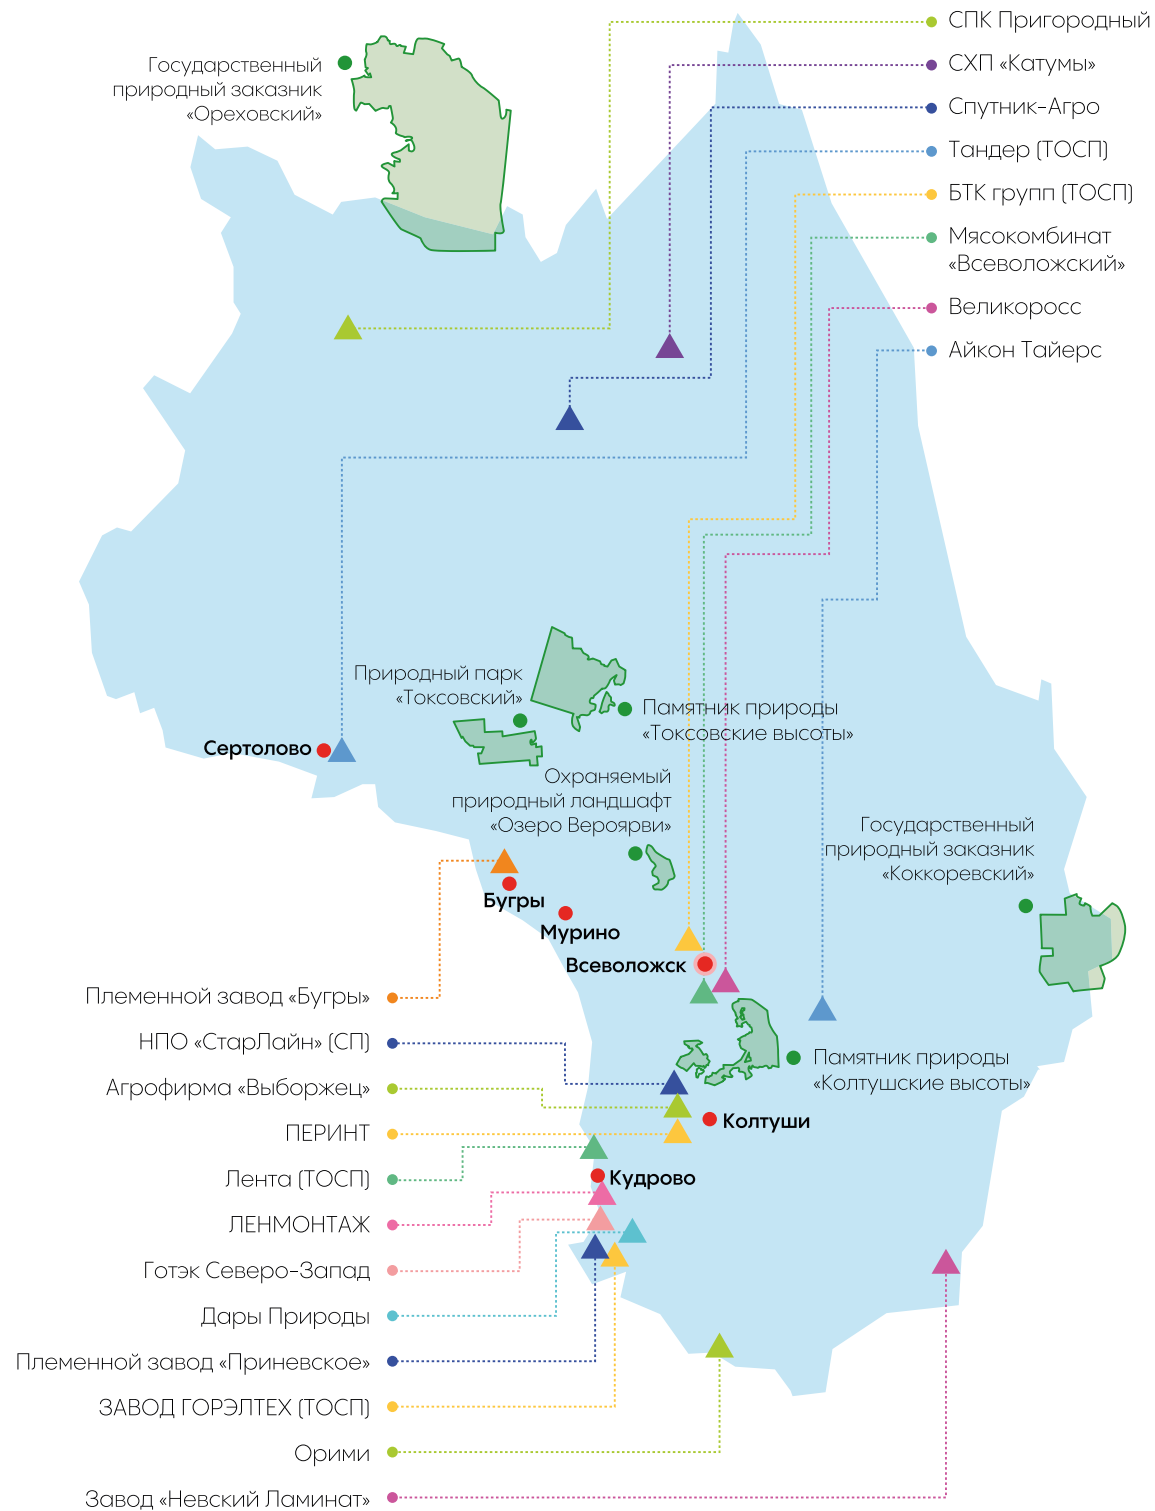 СПК Пригородный
СХП «Катумы»
Спутник-Агро
Тандер (ТОСП)
БТК групп (ТОСП)
Мясокомбинат
«Всеволожский»
Великоросс
Айкон Тайерс
Государственный
природный заказник
«Ореховский»
Природный парк
«Токсовский»
Памятник природы
«Токсовские высоты»
Сертолово
Охраняемый
природный ландшафт
«Озеро Вероярви»
Государственный
природный заказник
«Коккоревский»
Бугры
Мурино
Всеволожск
Памятник природы
«Колтушские высоты»
Колтуши
Кудрово
Племенной завод «Бугры»
НПО «СтарЛайн» (СП)
Агрофирма «Выборжец»
ПЕРИНТ
Лента (ТОСП)
ЛЕНМОНТАЖ
Готэк Северо-Запад
Дары Природы
Племенной завод «Приневское»
ЗАВОД ГОРЭЛТЕХ (ТОСП)
Орими
Завод «Невский Ламинат»